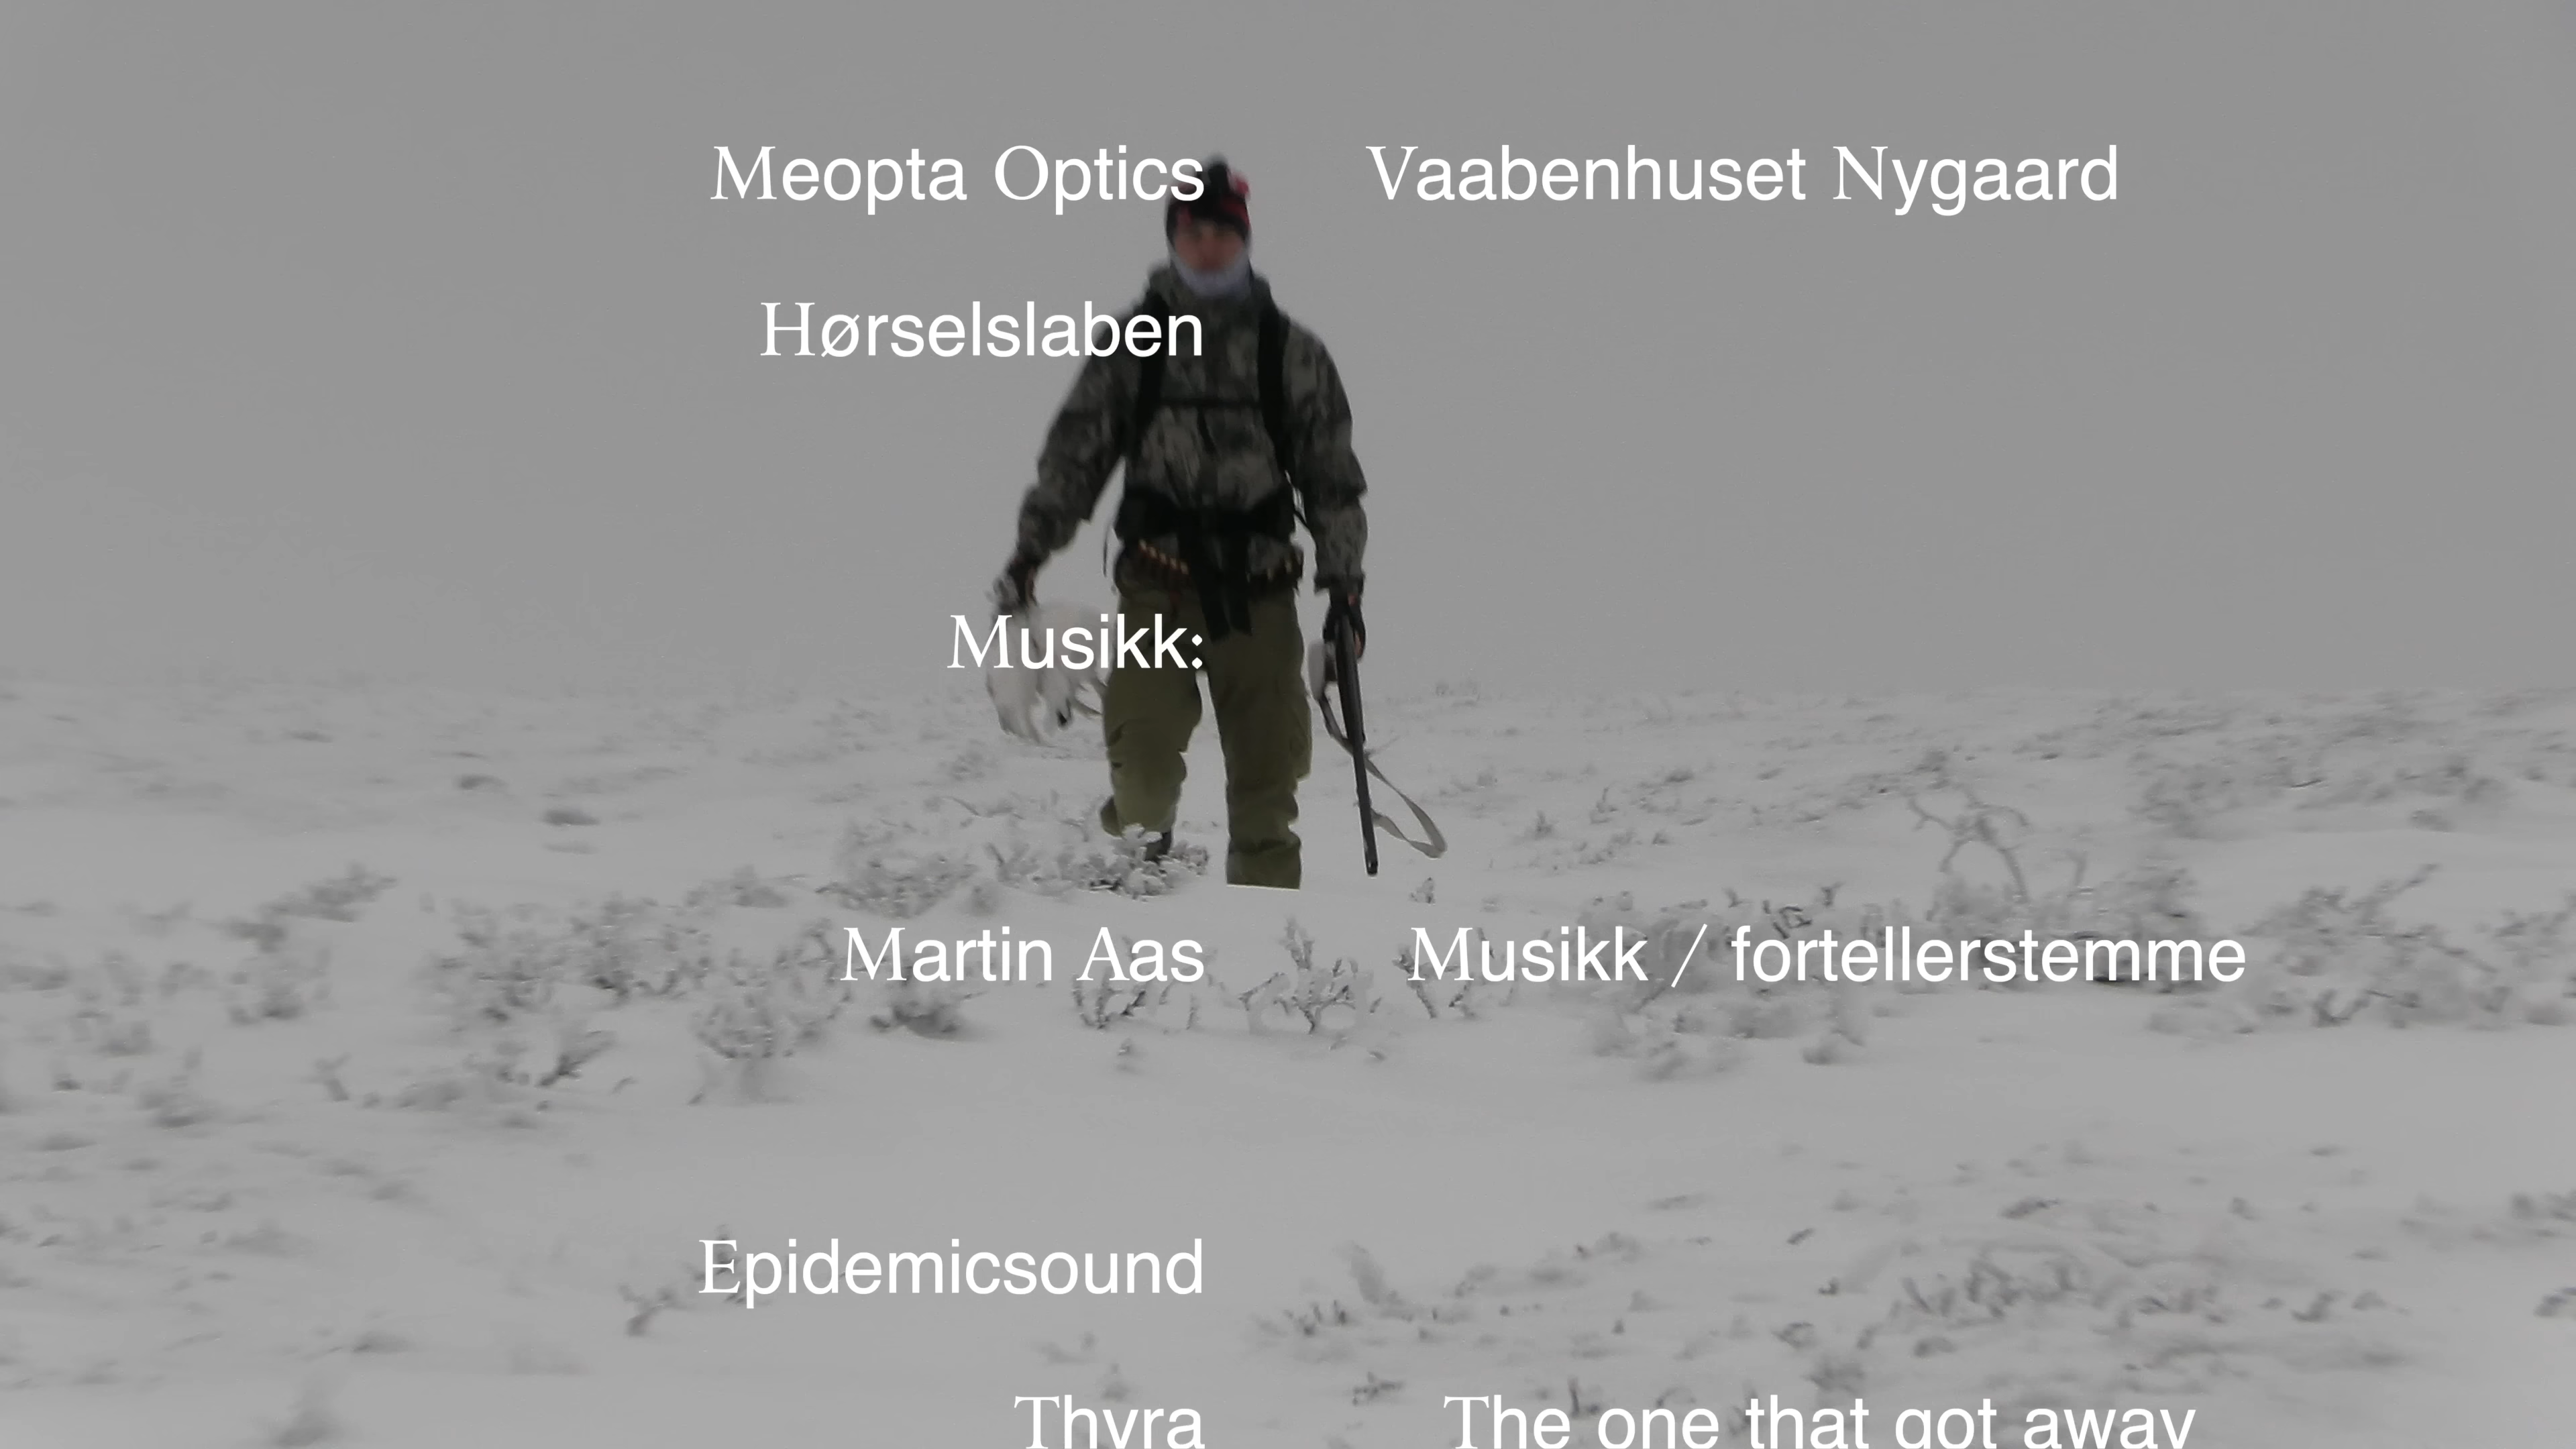 Meopta Optics Vaabenhuset Nygaard
Hørselslaben
Musikk:
Martin Aas Musikk / fortellerstemme
Epidemicsound
Thyra The one that got away